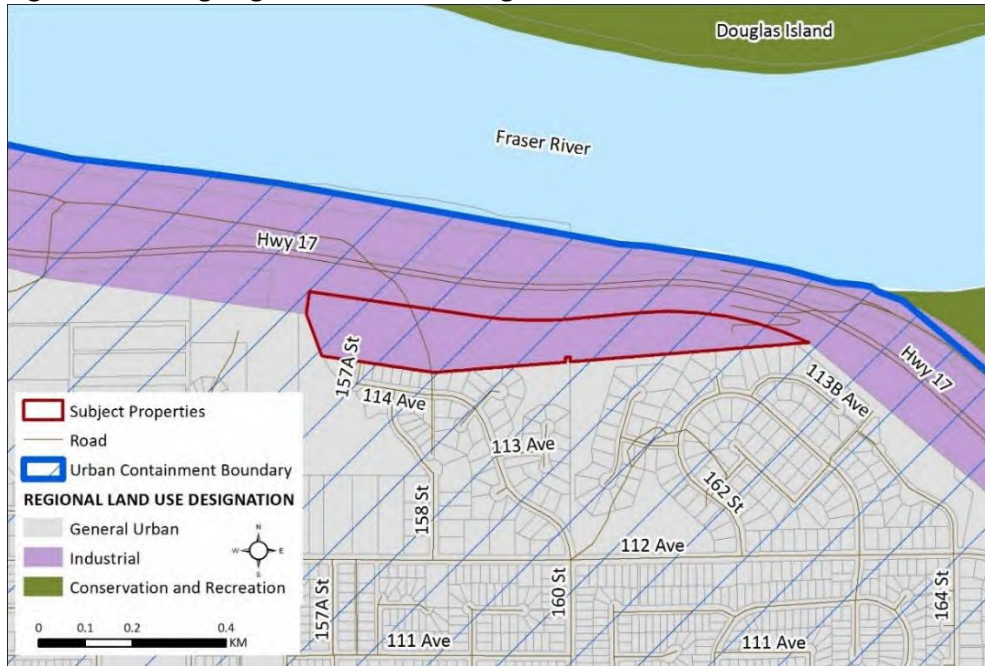 Douglas Island
Fraser River
Hwy 17
Hwy 17
157A St
114 Ave
113B Ave
113 Ave
158 St
162 St
112 Ave
157A St
160 St
164 St
111 Ave
111 Ave
Subject Properties
Road
Urban Containment Boundary
REGIONAL LAND USE DESIGNATION
General Urban
Industrial
Conservation and Recreation
N
W E
S
0 0.1 0.2 0.4
KM